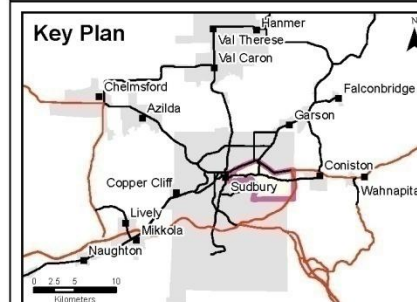 Key Plan
N
Hanmer
Val Therese
Val Caron
Chelmsford
Falconbridge
Azilda
Garson
Coniston
Copper Cliff
Sudbury
Wahnapita
Lively
Mikkola
Naughton
0 2.5 5 10
Kilometers